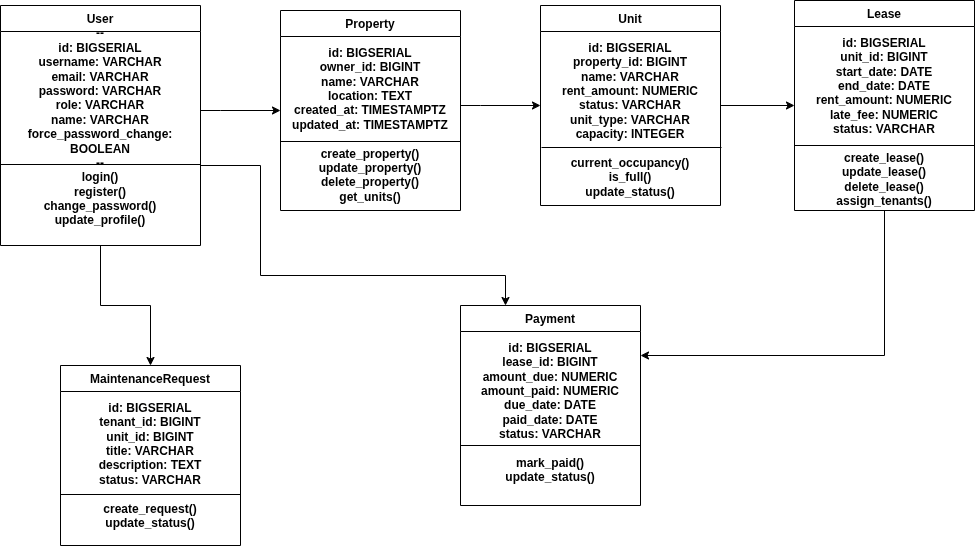 User
--
id: BIGSERIAL
username: VARCHAR
email: VARCHAR
password: VARCHAR
role: VARCHAR
name: VARCHAR
force_password_change:
BOOLEAN
--
login()
register()
change_password()
update_profile()
Property
id: BIGSERIAL
owner_id: BIGINT
name: VARCHAR
location: TEXT
created_at: TIMESTAMPTZ
updated_at: TIMESTAMPTZ
create_property()
update_property()
delete_property()
get_units()
Unit
id: BIGSERIAL
property_id: BIGINT
name: VARCHAR
rent_amount: NUMERIC
status: VARCHAR
unit_type: VARCHAR
capacity: INTEGER
current_occupancy()
is_full()
update_status()
Lease
id: BIGSERIAL
unit_id: BIGINT
start_date: DATE
end_date: DATE
rent_amount: NUMERIC
late_fee: NUMERIC
status: VARCHAR
create_lease()
update_lease()
delete_lease()
assign_tenants()
MaintenanceRequest
id: BIGSERIAL
tenant_id: BIGINT
unit_id: BIGINT
title: VARCHAR
description: TEXT
status: VARCHAR
create_request()
update_status()
Payment
id: BIGSERIAL
lease_id: BIGINT
amount_due: NUMERIC
amount_paid: NUMERIC
due_date: DATE
paid_date: DATE
status: VARCHAR
mark_paid()
update_status()